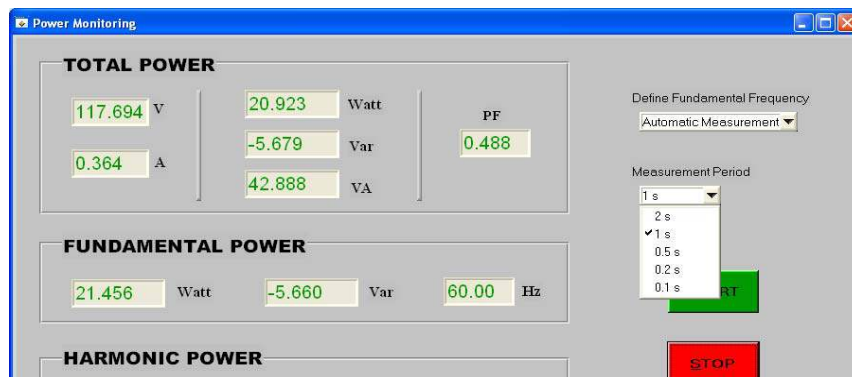 Power Monitoring
TOTAL POWER
117.694 V
20.923 Watt
PF
-5.679 Var
0.488
0.364 A
42.888 VA
Define Fundamental Frequency
Automatic Measurement
Measurement Period
1 s
2 s
1 s
0.5 s
0.2 s
0.1 s
FUNDAMENTAL POWER
21.456 Watt
-5.660 Var
60.00 Hz
RT
STOP
HARMONIC POWER